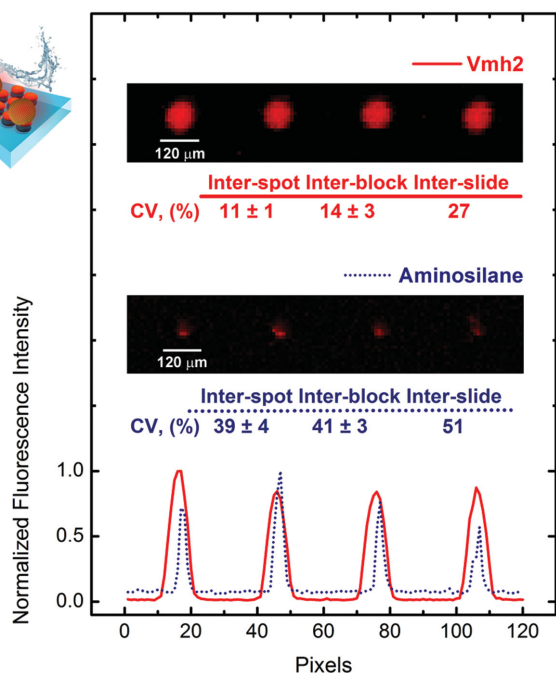 Vmh2
120 μm
Inter-spot Inter-block Inter-slide
CV, (%) 11 ± 1 14 ± 3 27
Aminosilane
120 μm
Inter-spot Inter-block Inter-slide
CV, (%) 39 ± 4 41 ± 3 51
Normalized Fluorescence Intensity
1.0
0.5
0.0
0 20 40 60 80 100 120
Pixels